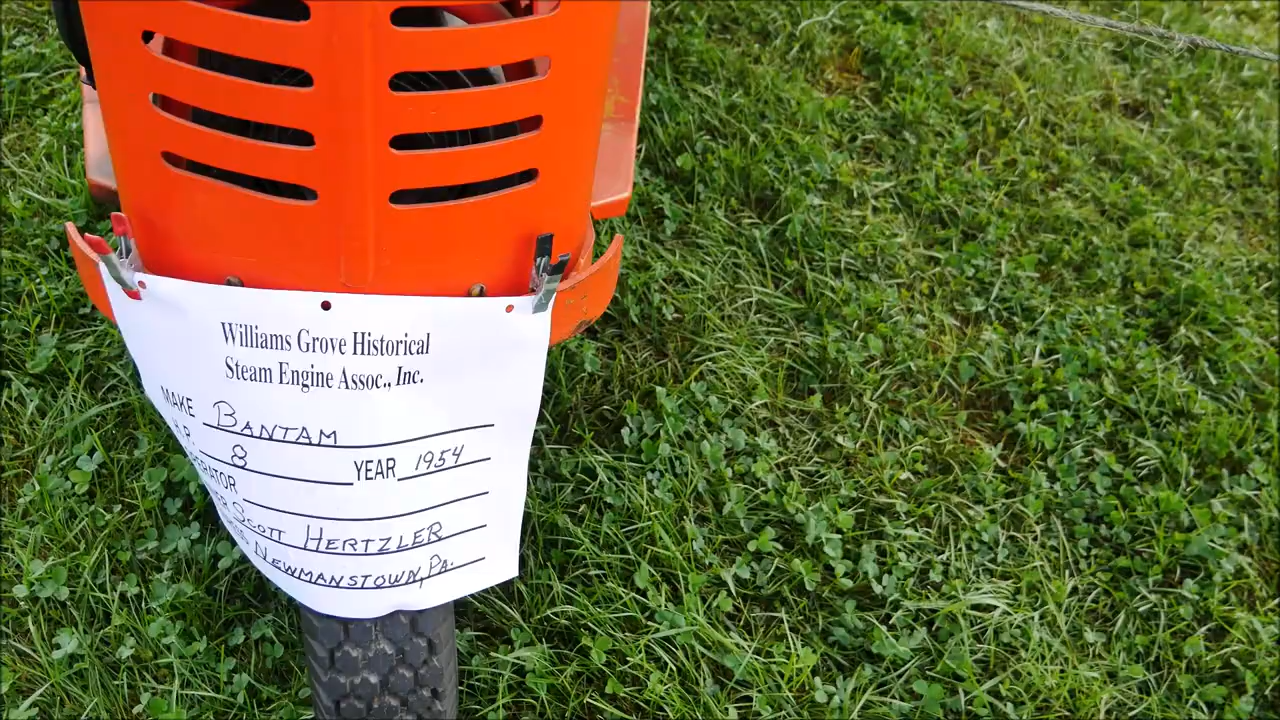 Williams Grove Historical
Steam Engine Assoc., Inc.
MAKE BANTAM
H.P. 8 YEAR 1954
SCOTT HERTZLER
NEWMANSTOWN, PA.